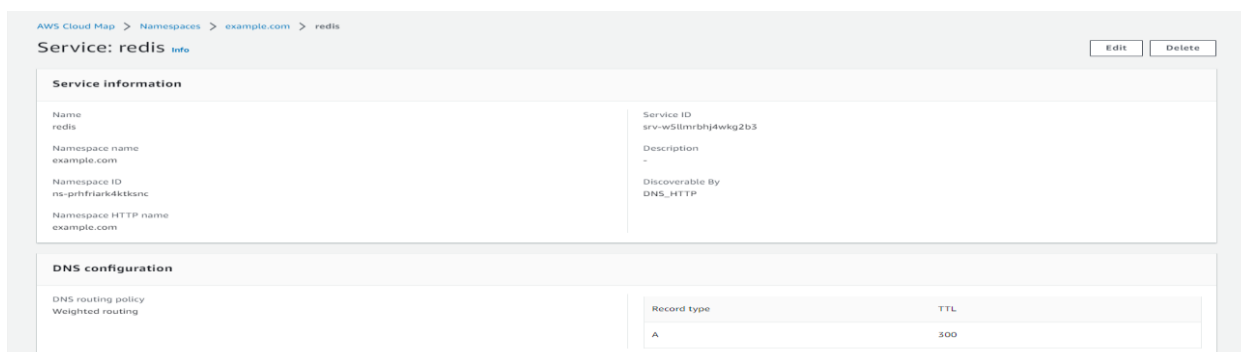 AWS Cloud Map > Namespaces > example.com > redis
Service: redis Info
Edit Delete
Service information
Name
redis
Namespace name
example.com
Namespace ID
ns-prhfriark4ktksnc
Namespace HTTP name
example.com
Service ID
srv-w5llmrbhj4wkg2b3
Description
-
Discoverable By
DNS_HTTP
DNS configuration
DNS routing policy
Weighted routing
Record type TTL
A 300